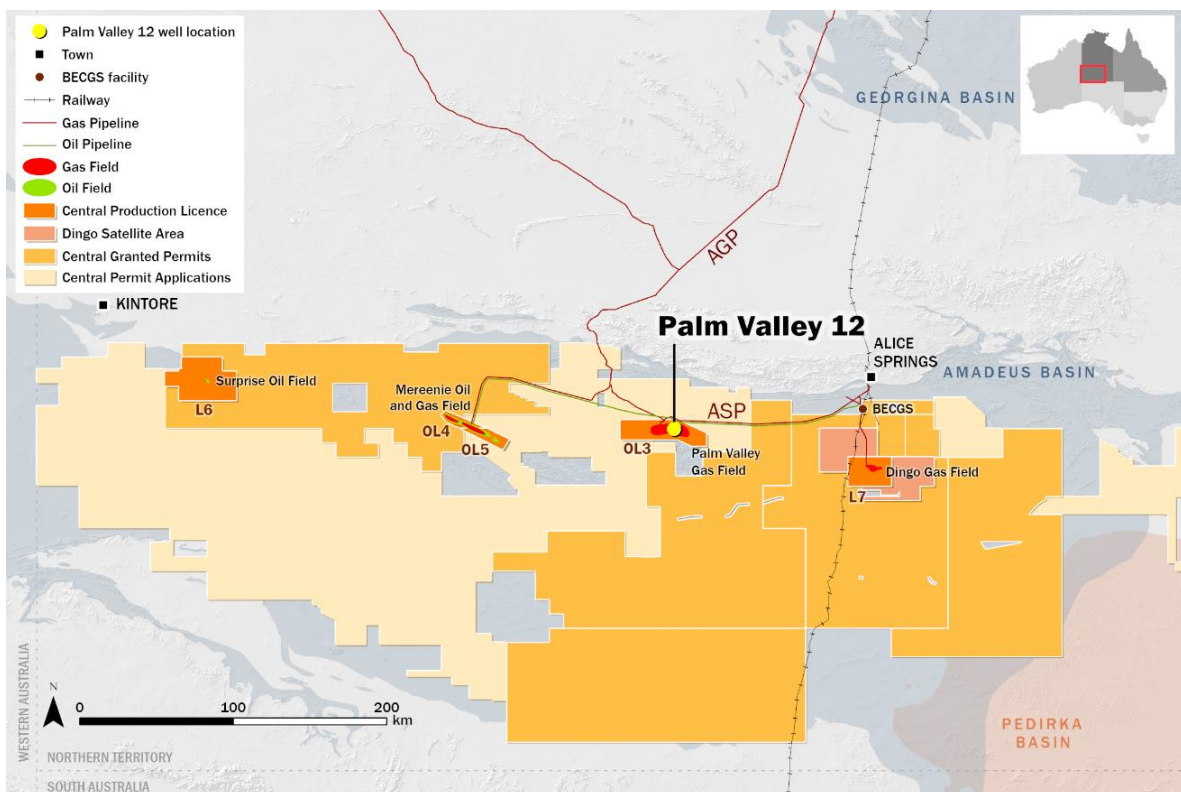 Palm Valley 12 well location
Town
BECGS facility
Railway
Gas Pipeline
Oil Pipeline
Gas Field
Oil Field
Central Production Licence
Dingo Satellite Area
Central Granted Permits
Central Permit Applications
GEORGINA BASIN
AGP
KINTORE
Palm Valley 12
ALICE
SPRINGS
AMADEUS BASIN
Surprise Oil Field
L6
Mereenie Oil
and Gas Field
OL4
OL5
ASP
BECGS
OL3
Palm Valley
Gas Field
Dingo Gas Field
L7
WESTERN AUSTRALIA
N
0 100 200
km
PEDIRKA
BASIN
NORTHERN TERRITORY
SOUTH AUSTRALIA